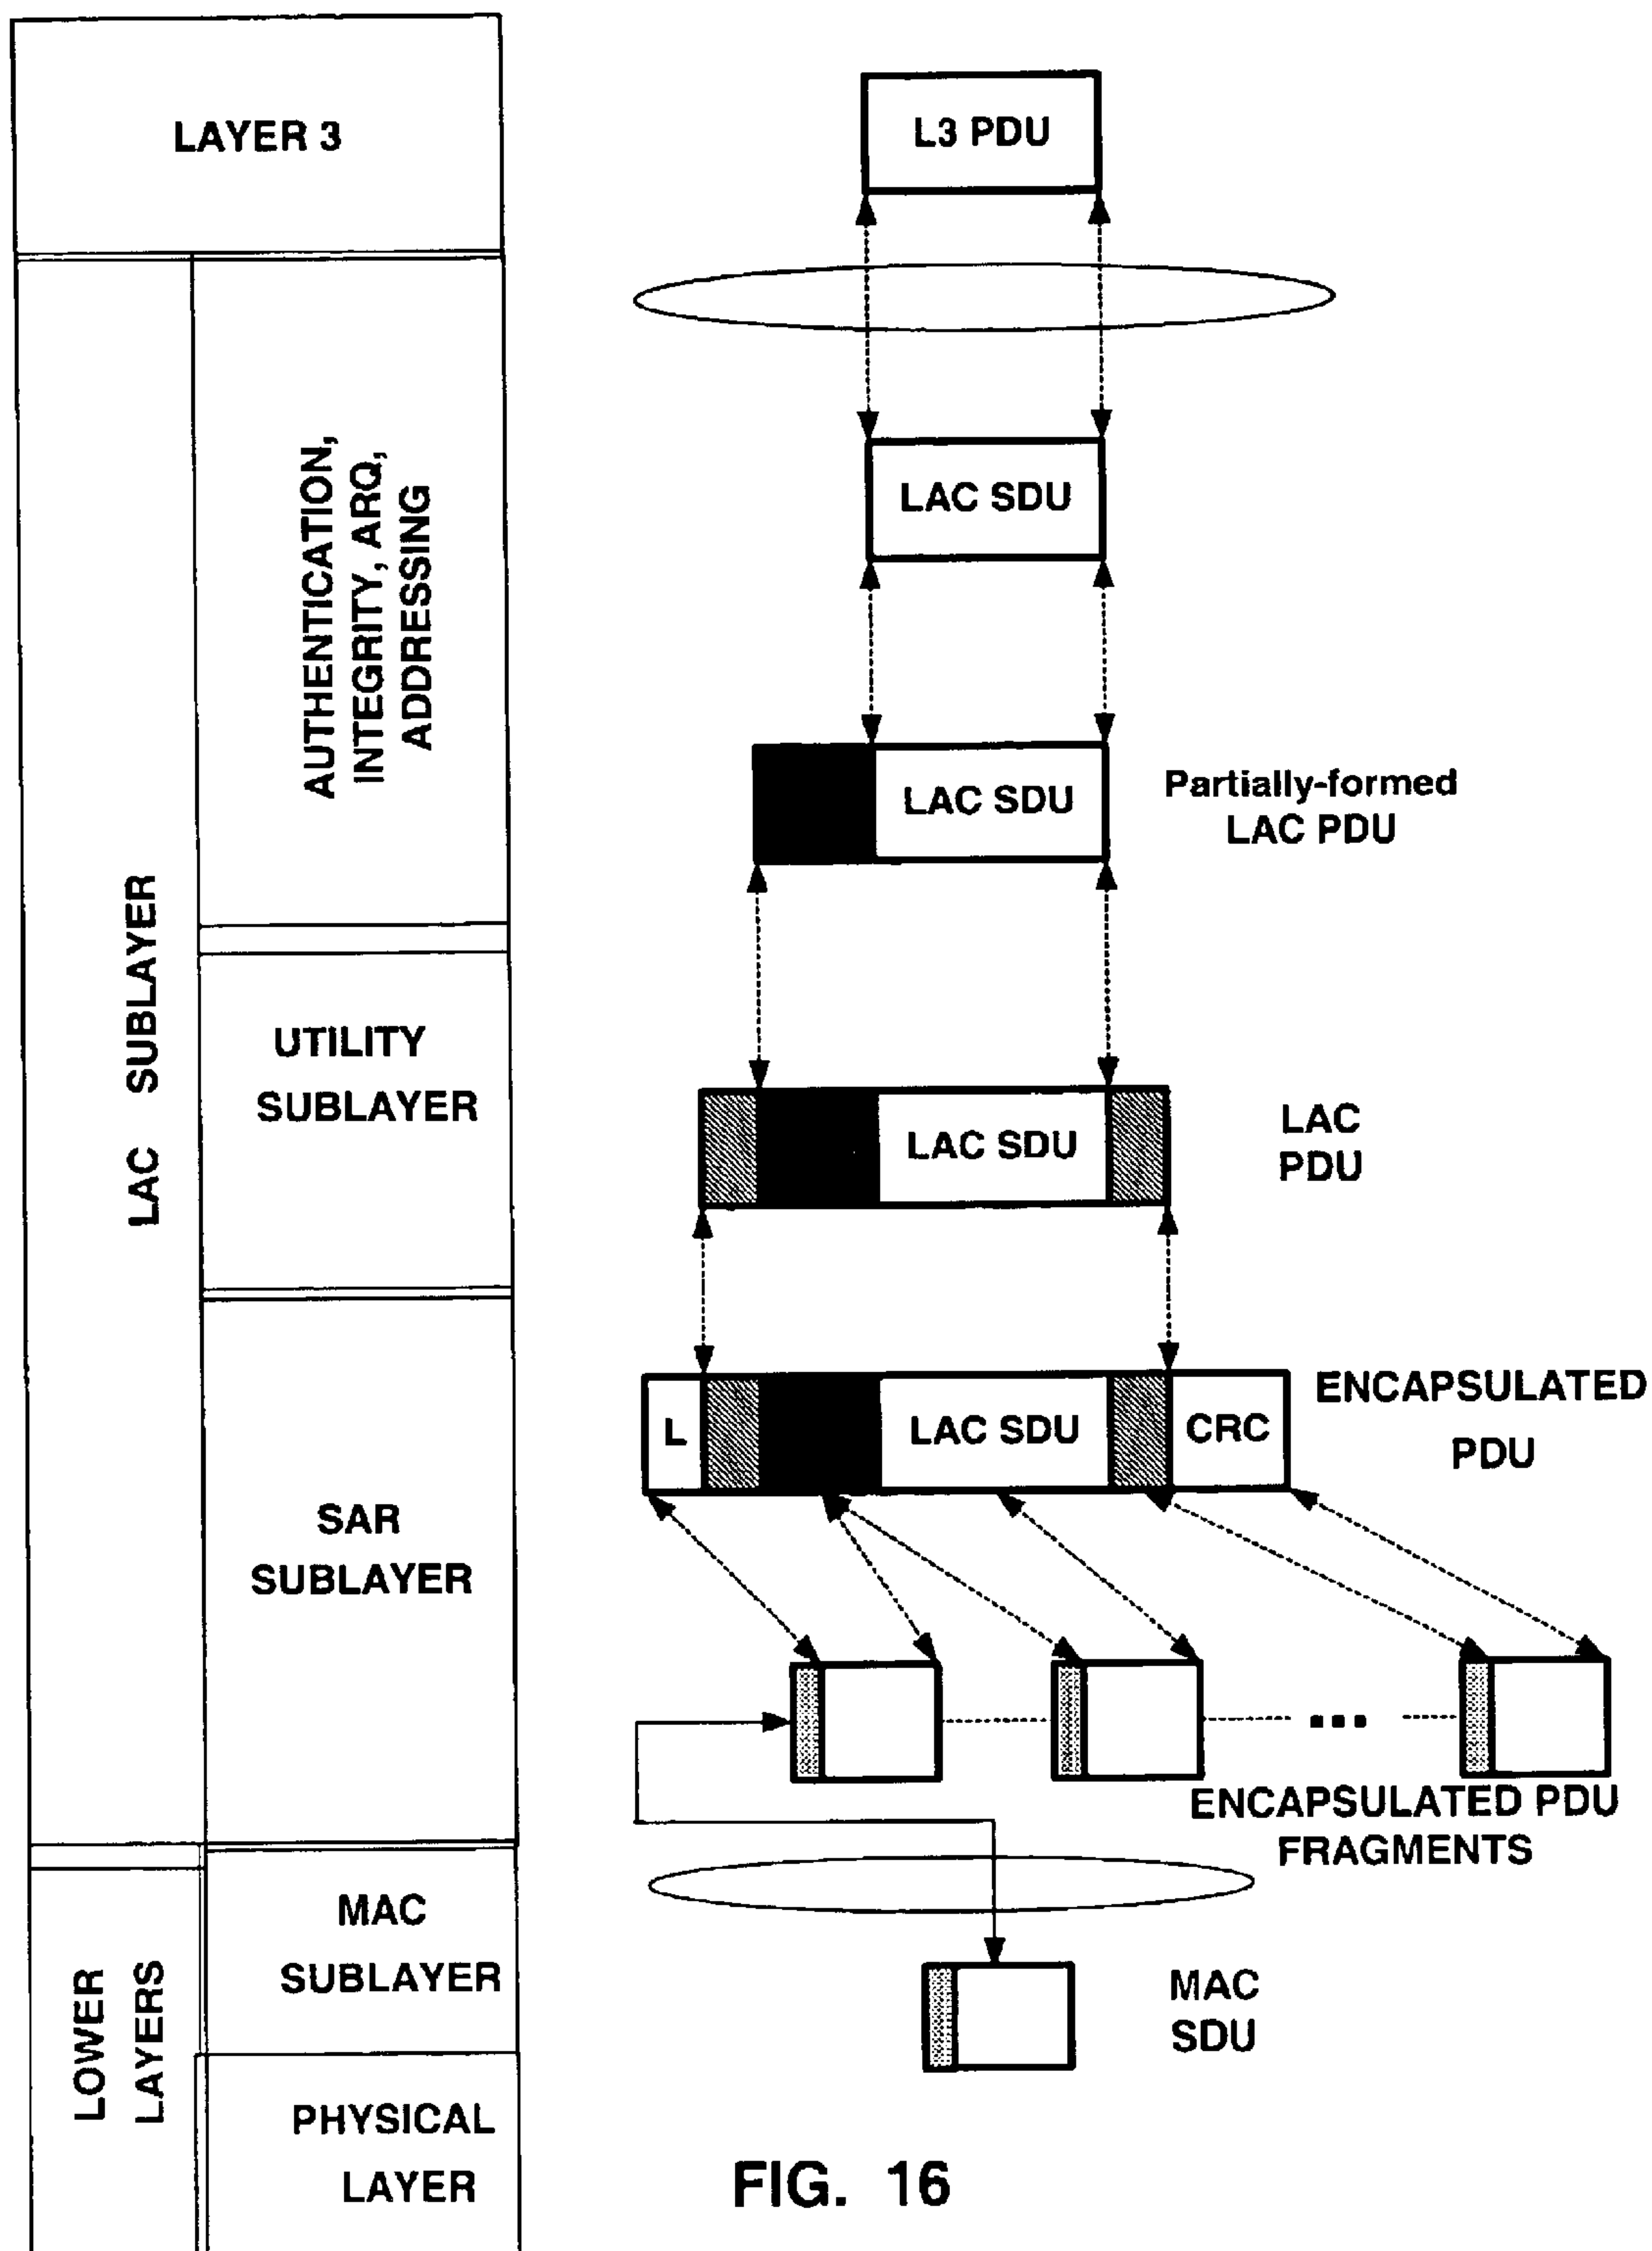 LAYER 3
L3 PDU
LAC SUBLAYER
AUTHENTICATION,
INTEGRITY, ARQ,
ADDRESSING
LAC SDU
LAC SDU
Partially-formed
LAC PDU
UTILITY
SUBLAYER
LAC SDU
LAC
PDU
SAR
SUBLAYER
L
LAC SDU
CRC
ENCAPSULATED
PDU
...
ENCAPSULATED PDU
FRAGMENTS
LOWER
LAYERS
MAC
SUBLAYER
MAC
SDU
PHYSICAL
LAYER
FIG. 16